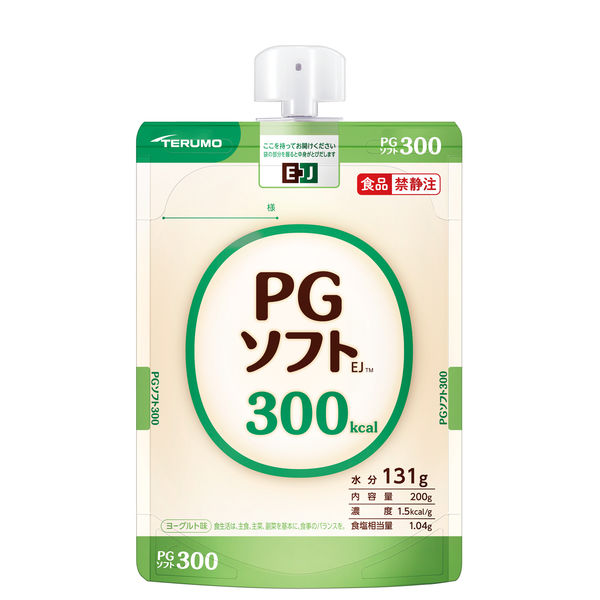 TERUMO
PG
ソフト300
ここを持ってお開けください
袋の部分を握ると中身がとびだします
EJ
食品 禁静注
様
PG
ソフト
EJ™
300kcal
PGソフト300
PGソフト300
水分 131g
内容量 200g
濃度 1.5kcal/g
食塩相当量 1.04g
ヨーグルト味 食生活は、主食、主菜、副菜を基本に、食事のバランスを。
PG
ソフト300